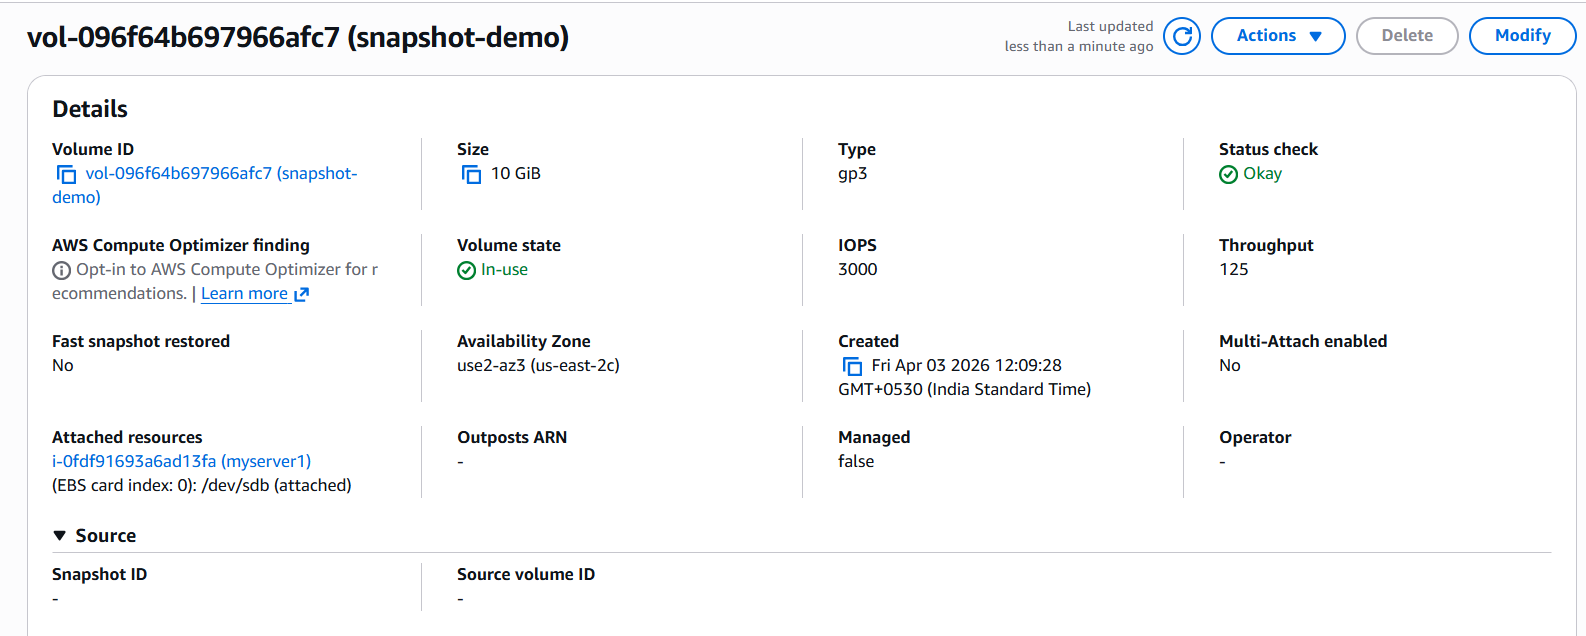 vol-096f64b697966afc7 (snapshot-demo)
Last updated
less than a minute ago
Actions
Delete
Modify
Details
Volume ID
vol-096f64b697966afc7 (snapshot-
demo)
Size
10 GiB
Type
gp3
Status check
Okay
AWS Compute Optimizer finding
Opt-in to AWS Compute Optimizer for r
ecommendations. | Learn more
Volume state
In-use
IOPS
3000
Throughput
125
Fast snapshot restored
No
Availability Zone
use2-az3 (us-east-2c)
Created
Fri Apr 03 2026 12:09:28
GMT+0530 (India Standard Time)
Multi-Attach enabled
No
Attached resources
i-0fdf91693a6ad13fa (myserver1)
(EBS card index: 0): /dev/sdb (attached)
Outposts ARN
-
Managed
false
Operator
-
Source
Snapshot ID
-
Source volume ID
-